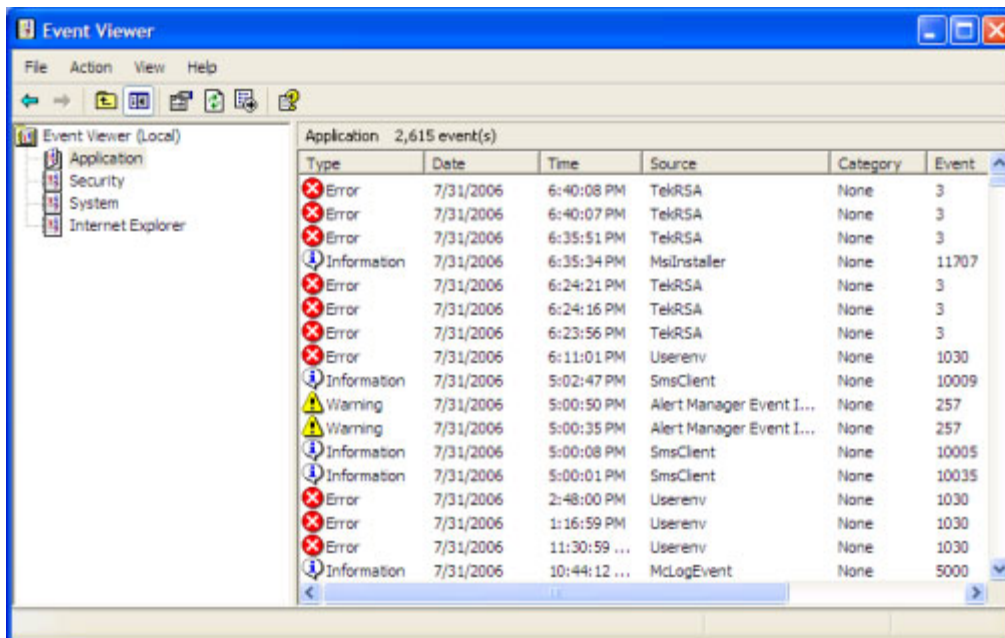 Event Viewer
File Action View Help
Event Viewer (Local)
Application
Security
System
Internet Explorer
Application 2,615 event(s)
Type Date Time Source Category Event
Error 7/31/2006 6:40:08 PM TekRSA None 3
Error 7/31/2006 6:40:07 PM TekRSA None 3
Error 7/31/2006 6:35:51 PM TekRSA None 3
Information 7/31/2006 6:35:34 PM MsiInstaller None 11707
Error 7/31/2006 6:24:21 PM TekRSA None 3
Error 7/31/2006 6:24:16 PM TekRSA None 3
Error 7/31/2006 6:23:56 PM TekRSA None 3
Error 7/31/2006 6:11:01 PM Userenv None 1030
Information 7/31/2006 5:02:47 PM SmsClient None 10009
Warning 7/31/2006 5:00:50 PM Alert Manager Event I... None 257
Warning 7/31/2006 5:00:35 PM Alert Manager Event I... None 257
Information 7/31/2006 5:00:08 PM SmsClient None 10005
Information 7/31/2006 5:00:01 PM SmsClient None 10035
Error 7/31/2006 2:48:00 PM Userenv None 1030
Error 7/31/2006 1:16:59 PM Userenv None 1030
Error 7/31/2006 11:30:59 ... Userenv None 1030
Information 7/31/2006 10:44:12 ... McLogEvent None 5000